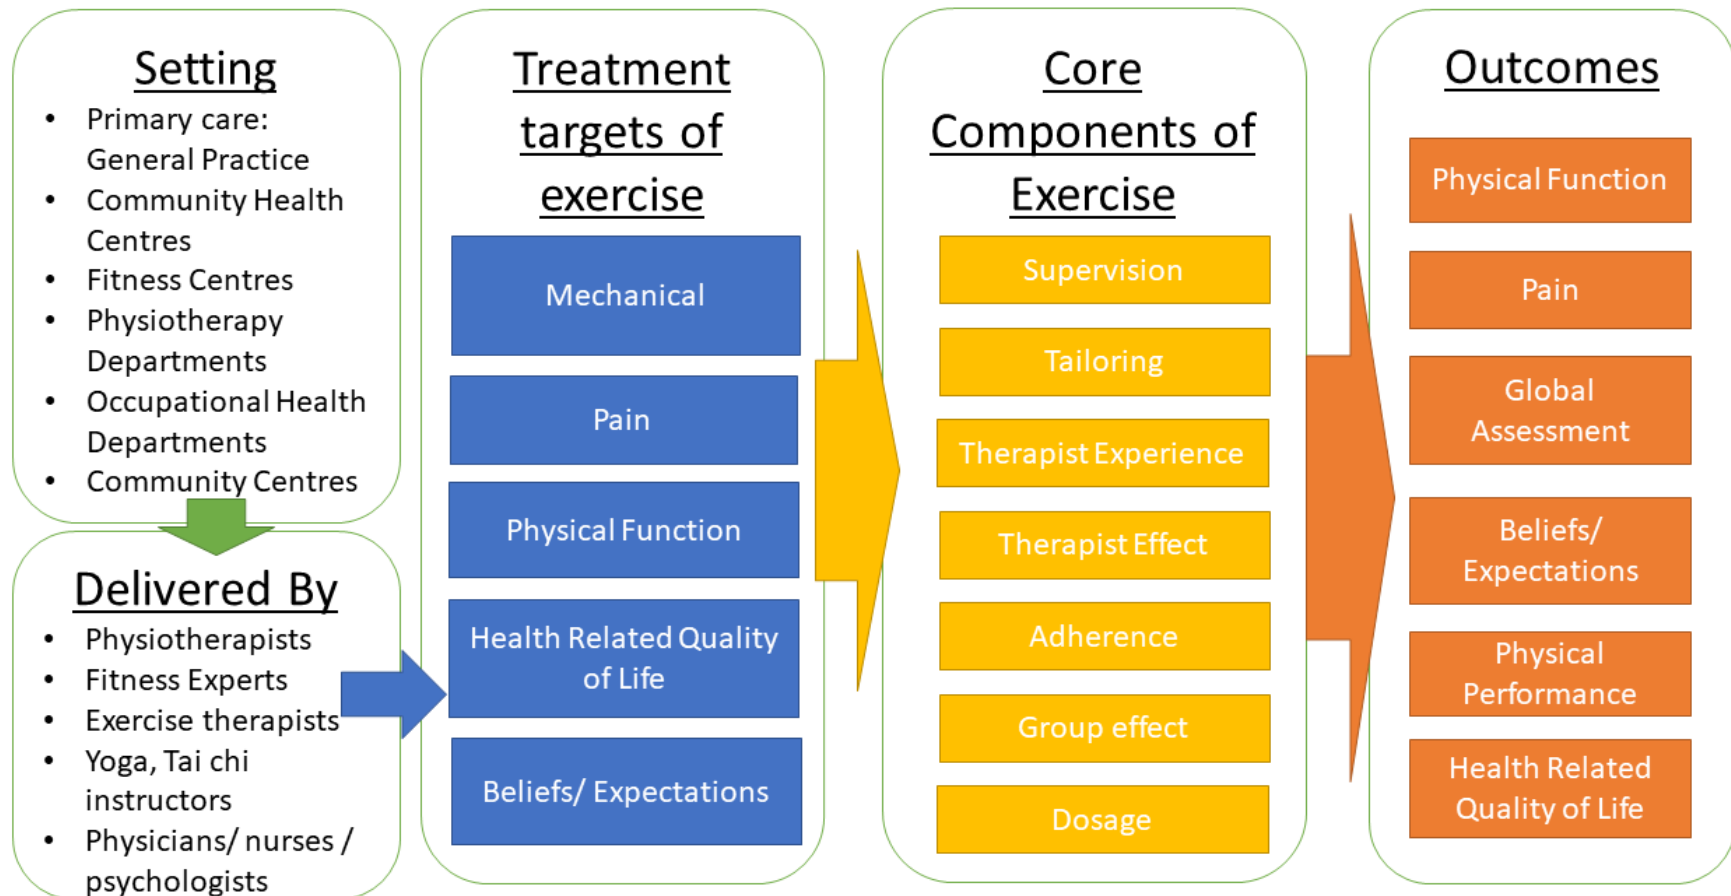 Setting
• Primary care:
General Practice
• Community Health
Centres
• Fitness Centres
• Physiotherapy
Departments
• Occupational Health
Departments
• Community Centres
Delivered By
• Physiotherapists
• Fitness Experts
• Exercise therapists
• Yoga, Tai chi
instructors
• Physicians/ nurses /
psychologists
Treatment
targets of
exercise
Mechanical
Pain
Physical Function
Health Related Quality
of Life
Beliefs/ Expectations
Core
Components of
Exercise
Supervision
Tailoring
Therapist Experience
Therapist Effect
Adherence
Group effect
Dosage
Outcomes
Physical Function
Pain
Global
Assessment
Beliefs/
Expectations
Physical
Performance
Health Related
Quality of Life